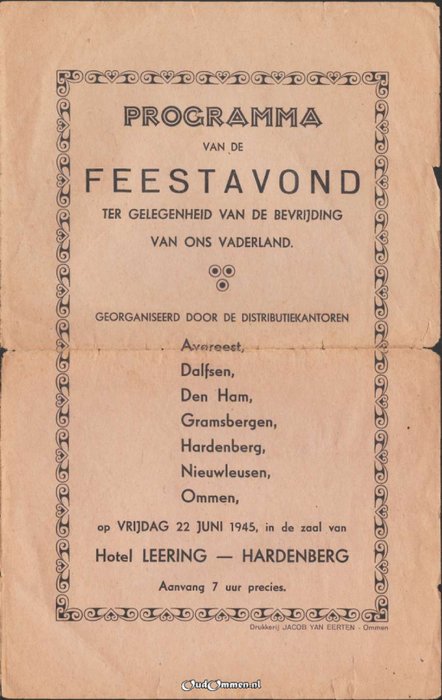 PROGRAMMA
VAN DE
FEESTAVOND
TER GELEGENHEID VAN DE BEVRIJDING
VAN ONS VADERLAND.
GEORGANISEERD DOOR DE DISTRIBUTIEKANTOREN
Avereest,
Dalfsen,
Den Ham,
Gramsbergen,
Hardenberg,
Nieuwleusen,
Ommen,
op VRIJDAG 22 JUNI 1945, in de zaal van
Hotel LEERING — HARDENBERG
Aanvang 7 uur precies.
Drukkerij JACOB VAN EERTEN - Ommen
OudOmmen.nl